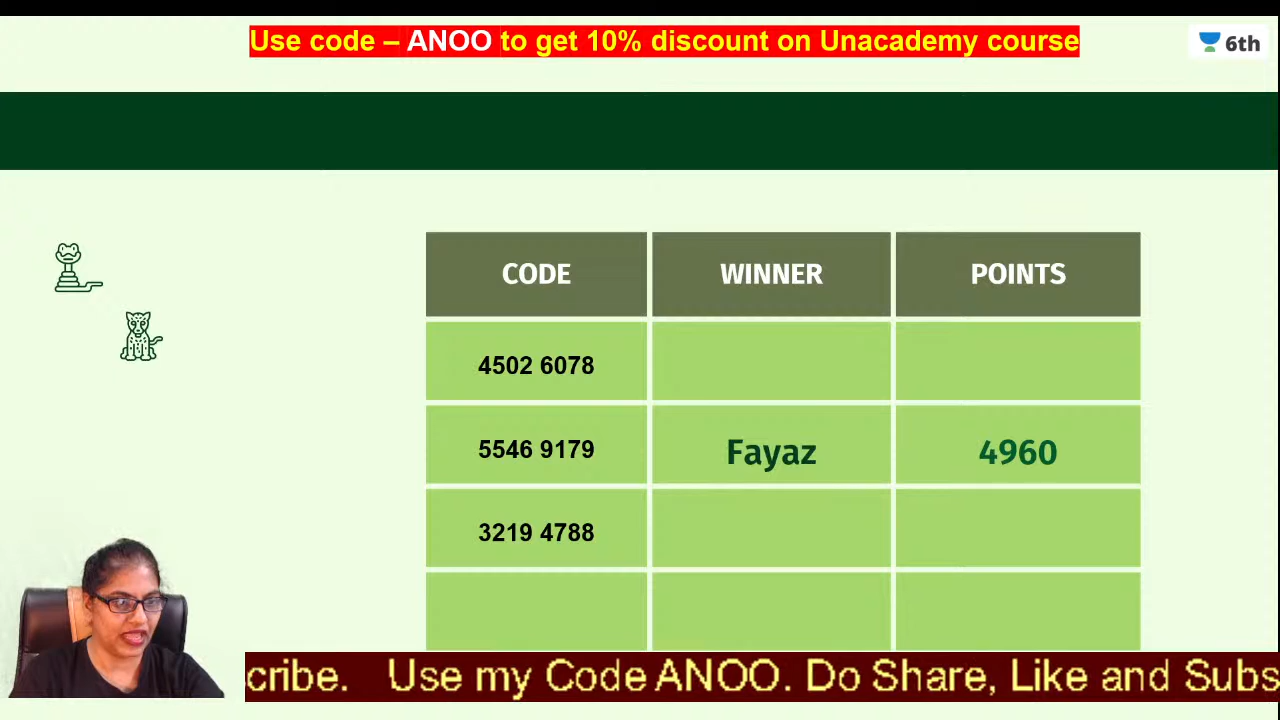 Use code – ANOO to get 10% discount on Unacademy course
6th
CODE WINNER POINTS
4502 6078
5546 9179 Fayaz 4960
3219 4788
cribe. Use my Code ANOO. Do Share, Like and Subs